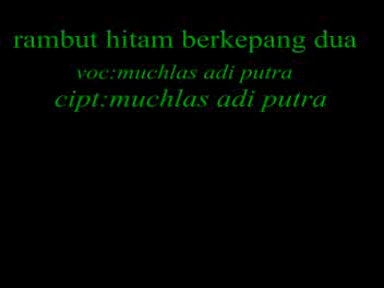 rambut hitam berkepang dua
voc:muchlas adi putra
cipt:muchlas adi putra